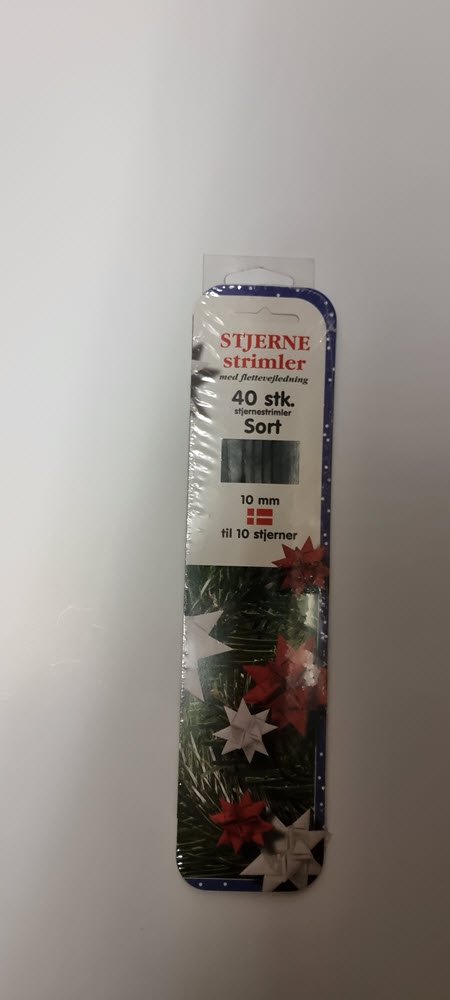 STJERNE
strimler
med flettevejledning
40 stk.
stjernestrimler
Sort
10 mm
til 10 stjerner